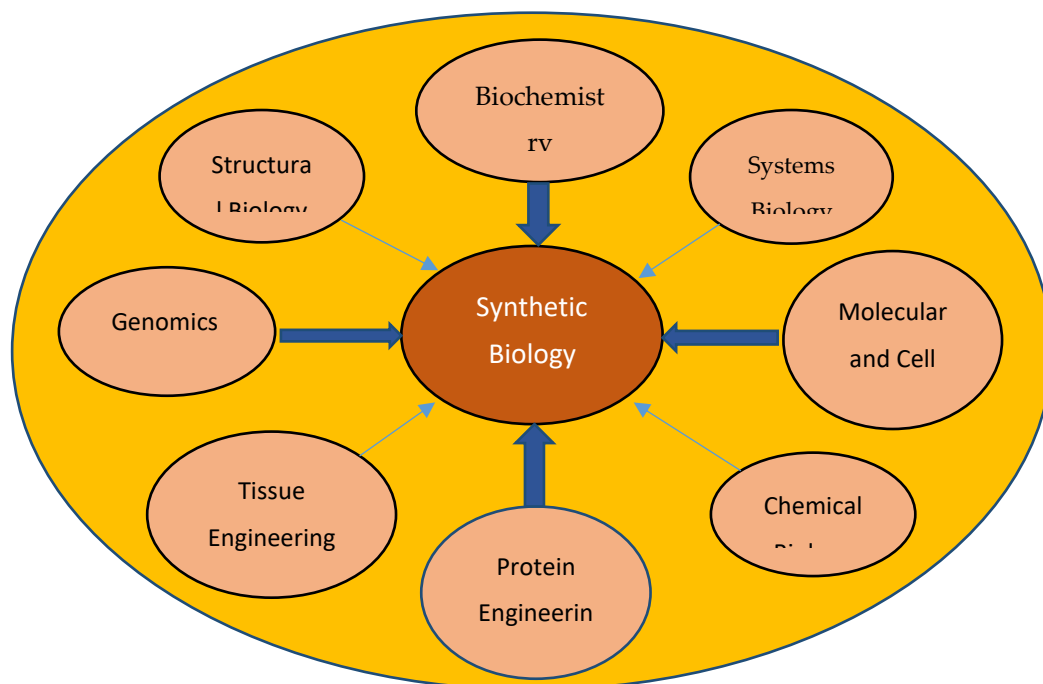 Biochemist
ry
Structura
l Biology
Systems
Biology
Genomics
Synthetic
Biology
Molecular
and Cell
Tissue
Engineering
Chemical
Protein
Engineerin